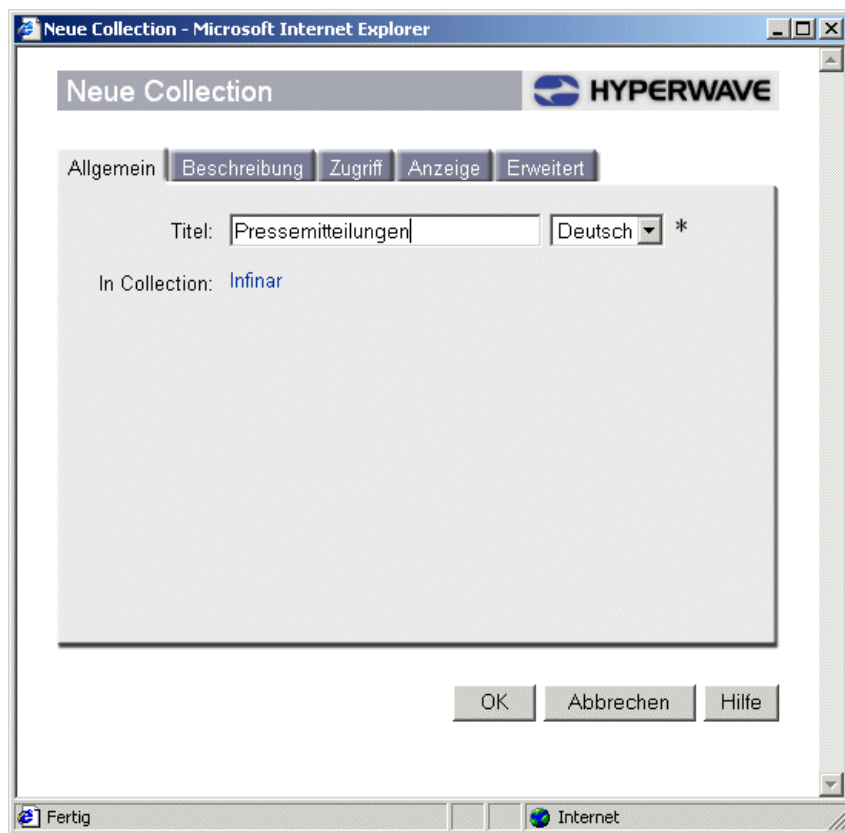 Neue Collection - Microsoft Internet Explorer
Neue Collection HYPERWAVE
Allgemein Beschreibung Zugriff Anzeige Erweitert
Titel: Pressemitteilungen Deutsch *
In Collection: Infinar
OK Abbrechen Hilfe
Fertig Internet